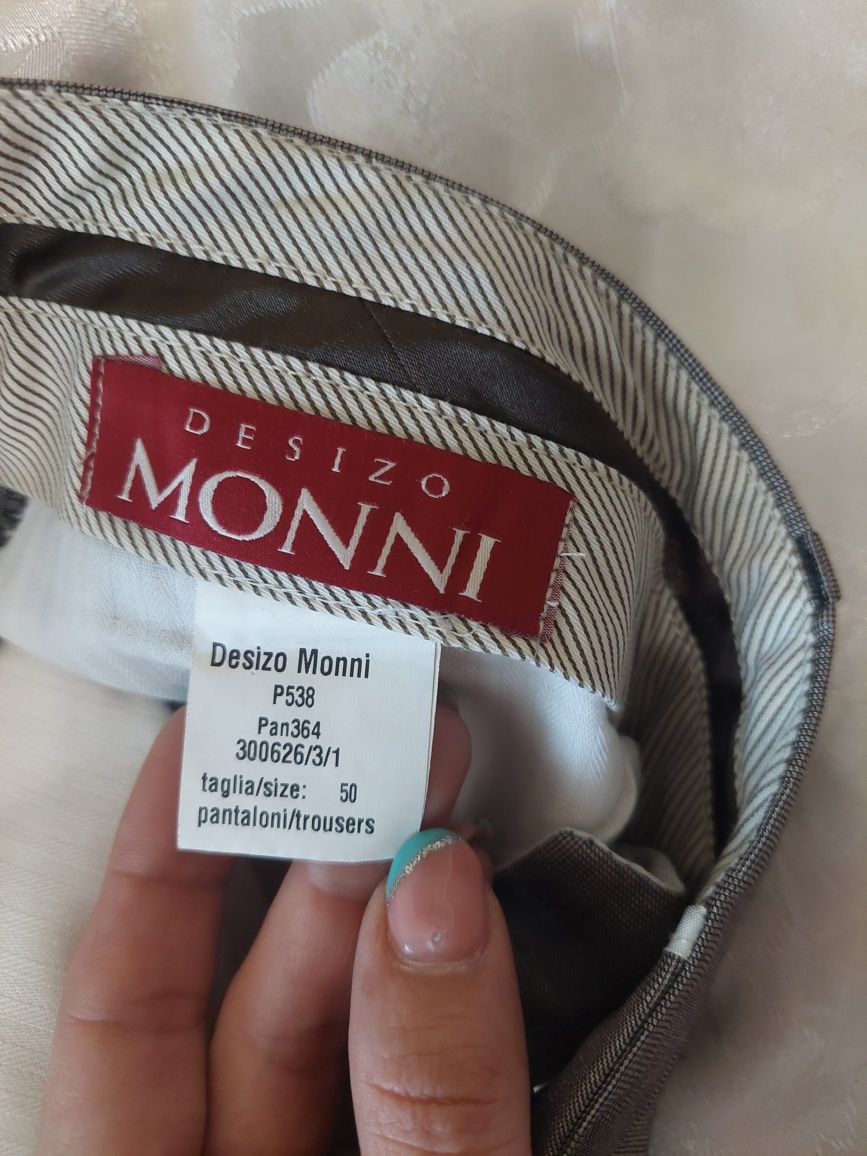 DESIZO
MONNI
Desizo Monni
P538
Pan364
300626/3/1
taglia/size: 50
pantaloni/trousers